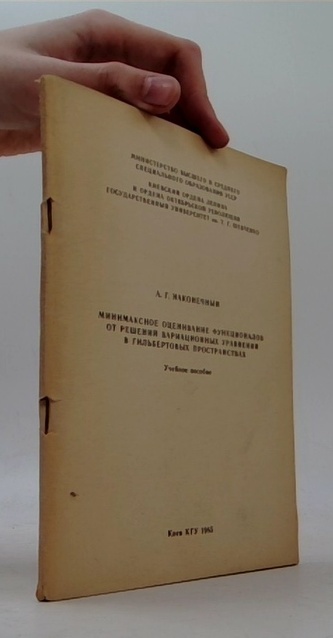 МИНИСТЕРСТВО ВЫСШЕГО И СРЕДНЕГО
СПЕЦИАЛЬНОГО ОБРАЗОВАНИЯ УССР
КИЕВСКИЙ ОРДЕНА ЛЕНИНА
И ОРДЕНА ОКТЯБРЬСКОЙ РЕВОЛЮЦИИ
ГОСУДАРСТВЕННЫЙ УНИВЕРСИТЕТ им. Т. Г. ШЕВЧЕНКО
А. Г. НАКОНЕЧНЫЙ
МИНИМАКСНОЕ ОЦЕНИВАНИЕ ФУНКЦИОНАЛОВ
ОТ РЕШЕНИЙ ВАРИАЦИОННЫХ УРАВНЕНИЙ
В ГИЛЬБЕРТОВЫХ ПРОСТРАНСТВАХ
Учебное пособие
Киев КГУ 1985